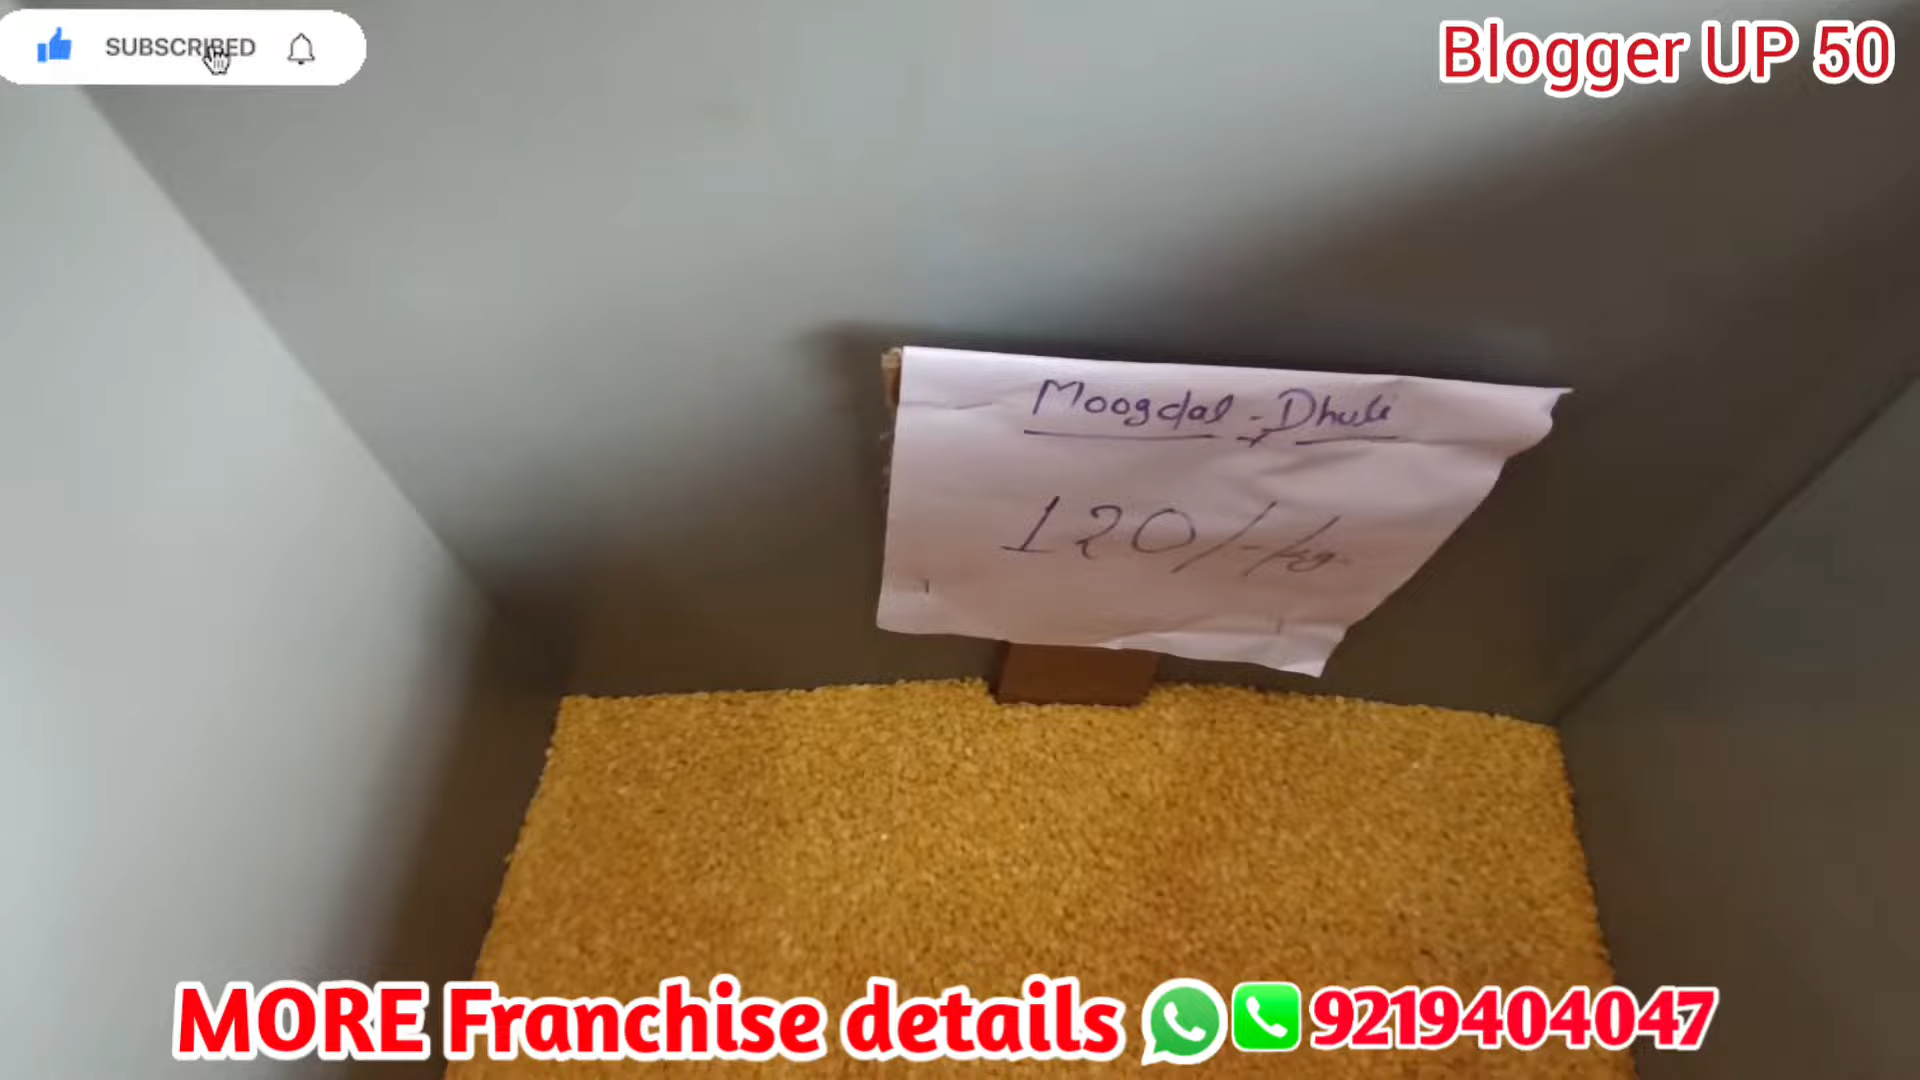 SUBSCRIBED
Blogger UP 50
Moogdal - Dhuli
120/-/kg
MORE Franchise details 9219404047